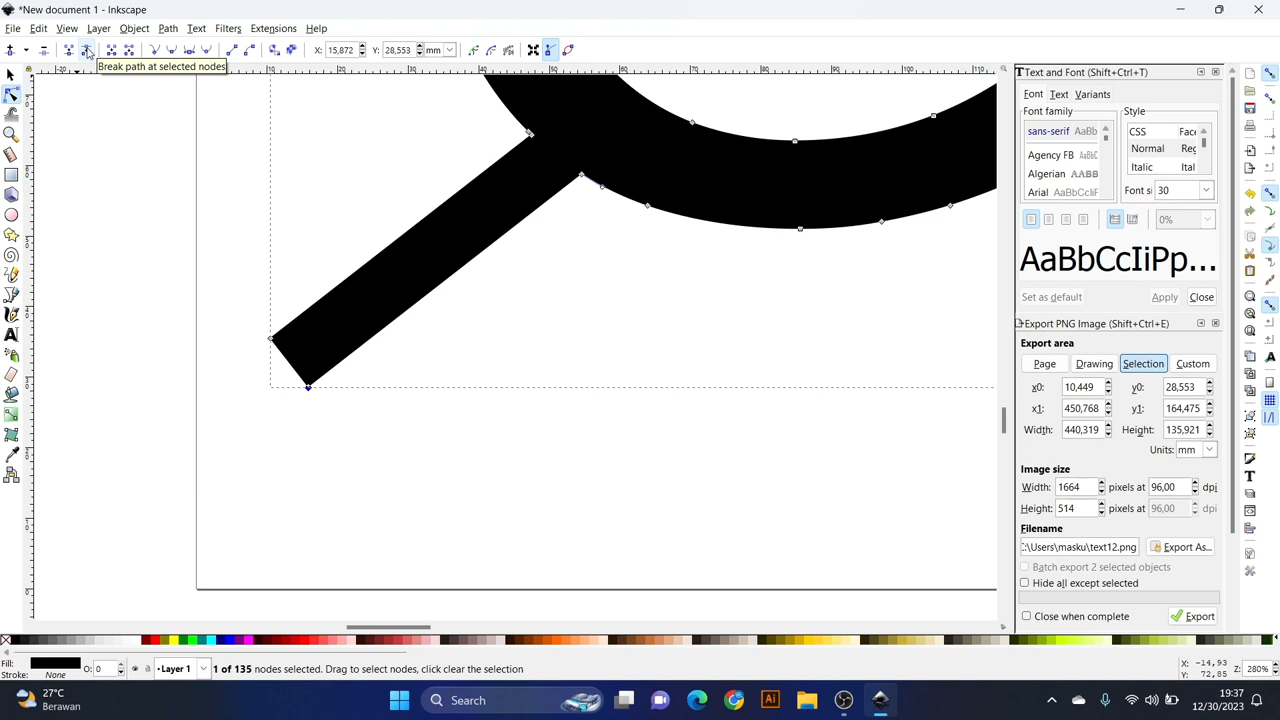 *New document 1 - Inkscape
File Edit View Layer Object Path Text Filters Extensions Help
X: 15,872 Y: 28,553 mm
Break path at selected nodes
Text and Font (Shift+Ctrl+T)
Font Text Variants
Font family Style
sans-serif AaBb CSS Face
Agency FB AaBbC Normal Reg
Algerian AABB Italic Ital
Arial AaBbCcIiF Font si 30
0%
AaBbCcIiPp...
Set as default Apply Close
Export PNG Image (Shift+Ctrl+E)
Export area
Page Drawing Selection Custom
x0: 10,449 y0: 28,553
x1: 450,768 y1: 164,475
Width: 440,319 Height: 135,921
Units: mm
Image size
Width: 1664 pixels at 96,00 dpi
Height: 514 pixels at 96,00 dpi
Filename
:\Users\masku\text12.png Export As...
Batch export 2 selected objects
Hide all except selected
Close when complete Export
Fill: O: 0 Layer 1 1 of 135 nodes selected. Drag to select nodes, click clear the selection X: -14,93 Z: 280%
Stroke: None Y: 72,85
27°C
Berawan
Search
Ai
19:37
12/30/2023